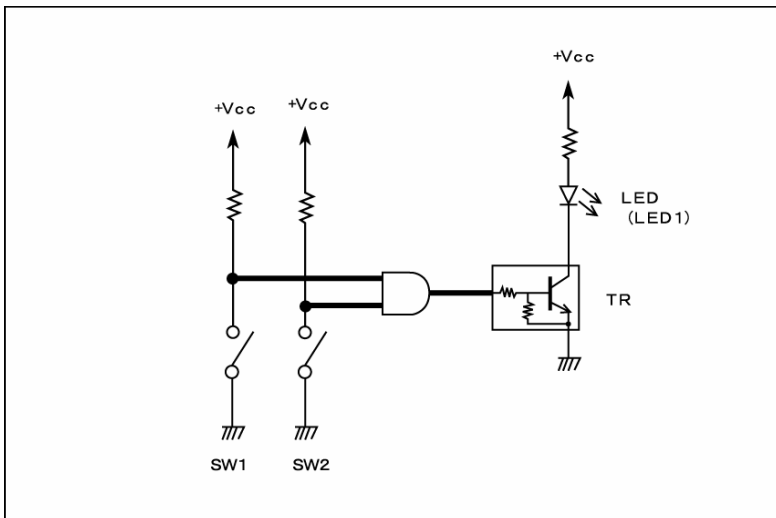 +Vcc
+Vcc
+Vcc
LED
(LED1)
TR
SW1
SW2